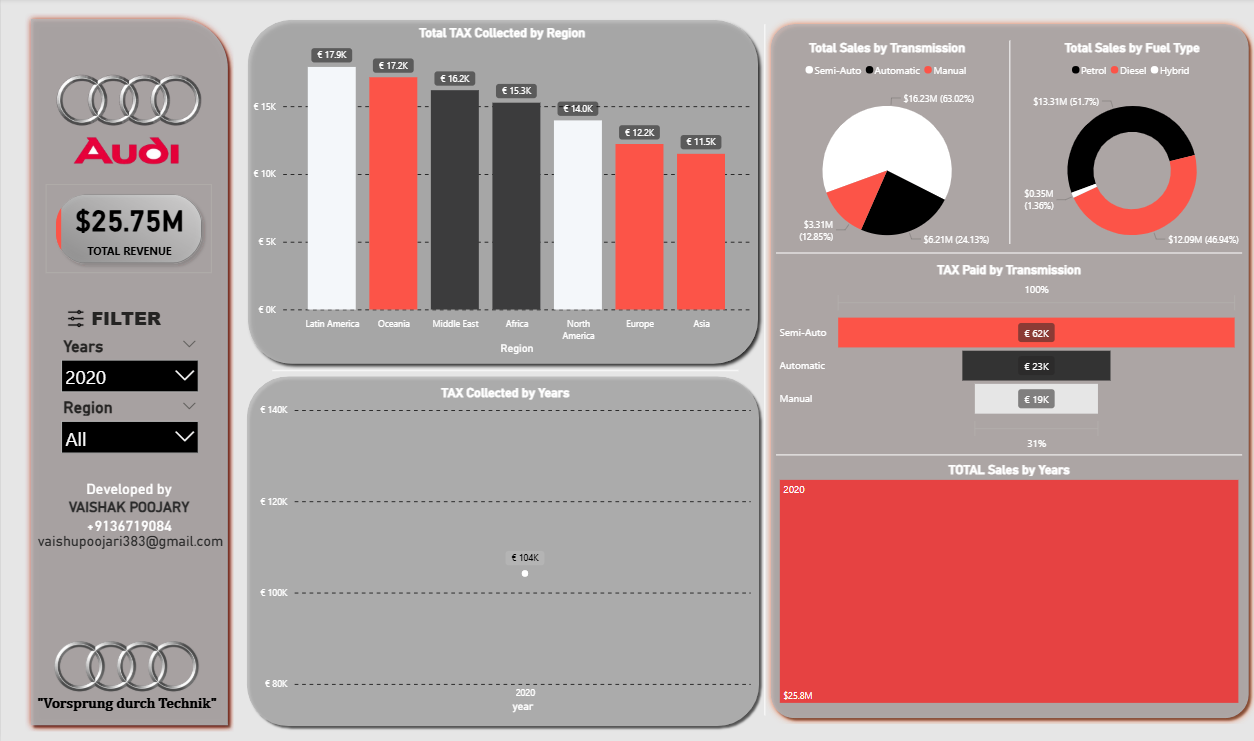 Audi
$25.75M
TOTAL REVENUE
FILTER
Years
2020
Region
All
Developed by
VAISHAK POOJARY
+9136719084
vaishupoojari383@gmail.com
"Vorsprung durch Technik"
Total TAX Collected by Region
€ 15K
€ 10K
€ 5K
€ 0K
€ 17.9K
€ 17.2K
€ 16.2K
€ 15.3K
€ 14.0K
€ 12.2K
€ 11.5K
Latin America
Oceania
Middle East
Africa
North
America
Europe
Asia
Region
TAX Collected by Years
€ 140K
€ 120K
€ 100K
€ 80K
€ 104K
2020
year
Total Sales by Transmission
Semi-Auto Automatic Manual
$16.23M (63.02%)
$3.31M
(12.85%)
$6.21M (24.13%)
Total Sales by Fuel Type
Petrol Diesel Hybrid
$13.31M (51.7%)
$0.35M
(1.36%)
$12.09M (46.94%)
TAX Paid by Transmission
100%
Semi-Auto
€ 62K
Automatic
€ 23K
Manual
€ 19K
31%
TOTAL Sales by Years
2020
$25.8M